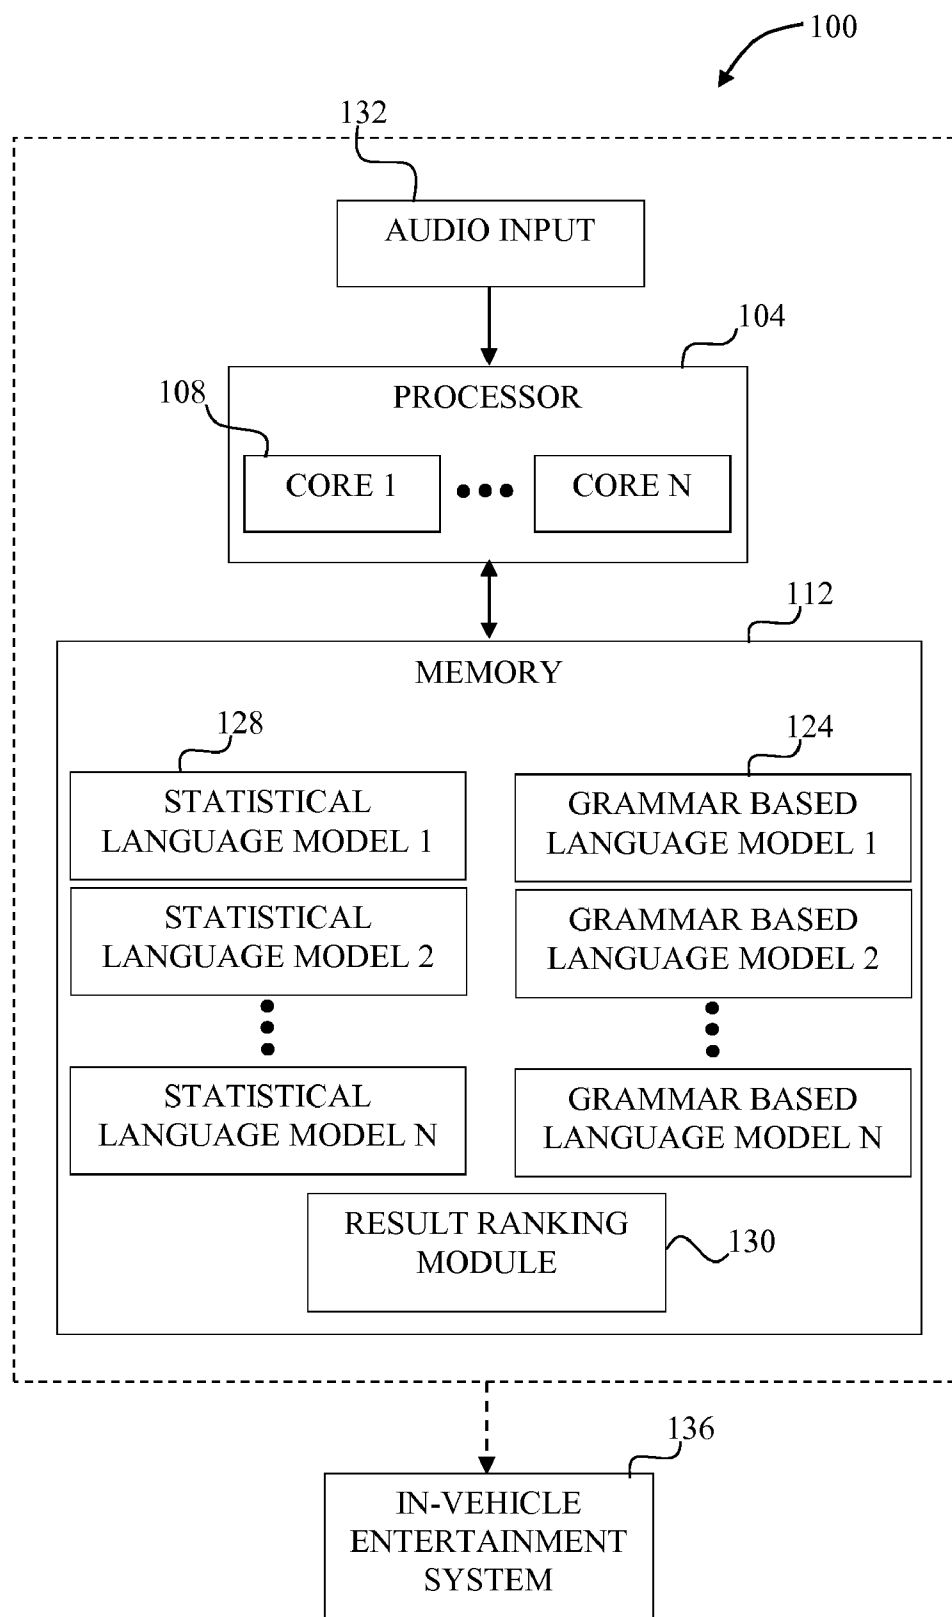 100
132
AUDIO INPUT
104
PROCESSOR
108
CORE 1
CORE N
112
MEMORY
128
STATISTICAL
LANGUAGE MODEL 1
STATISTICAL
LANGUAGE MODEL 2
STATISTICAL
LANGUAGE MODEL N
124
GRAMMAR BASED
LANGUAGE MODEL 1
GRAMMAR BASED
LANGUAGE MODEL 2
GRAMMAR BASED
LANGUAGE MODEL N
RESULT RANKING
MODULE
130
136
IN-VEHICLE
ENTERTAINMENT
SYSTEM